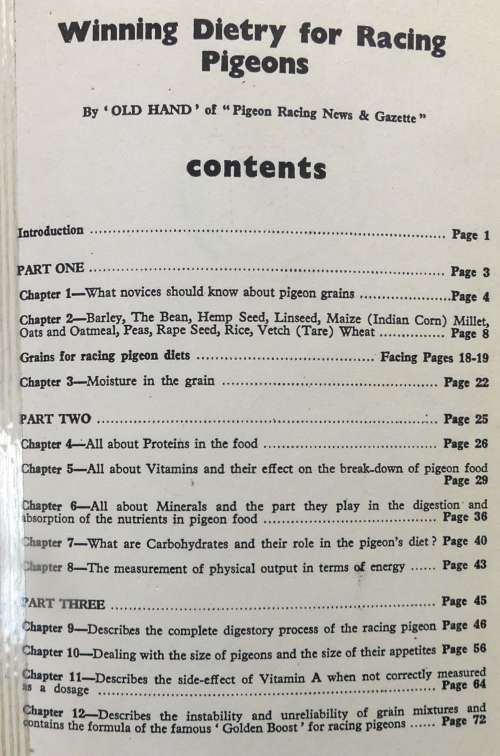 Winning Dietry for Racing
Pigeons
By ‘OLD HAND’ of “Pigeon Racing News & Gazette”
contents
Introduction ........................................ Page 1
PART ONE ........................................ Page 3
Chapter 1—What novices should know about pigeon grains ..................Page 4
Chapter 2—Barley, The Bean, Hemp Seed, Linseed, Maize (Indian Corn) Millet,
Oats and Oatmeal, Peas, Rape Seed, Rice, Vetch (Tare) Wheat .............. Page 8
Grains for racing pigeon diets ........................ Facing Pages 18-19
Chapter 3—Moisture in the grain ........................ Page 22
PART TWO ........................................ Page 25
Chapter 4—All about Proteins in the food ........................ Page 26
Chapter 5—All about Vitamins and their effect on the break-down of pigeon food
Page 29
Chapter 6—All about Minerals and the part they play in the digestion and
absorption of the nutrients in pigeon food ........................ Page 36
Chapter 7—What are Carbohydrates and their role in the pigeon's diet? Page 40
Chapter 8—The measurement of physical output in terms of energy ...... Page 43
PART THREE ........................................ Page 45
Chapter 9—Describes the complete digestory process of the racing pigeon Page 46
Chapter 10—Dealing with the size of pigeons and the size of their appetites Page 56
Chapter 11—Describes the side-effect of Vitamin A when not correctly measured
as a dosage ........................................ Page 64
Chapter 12—Describes the instability and unreliability of grain mixtures and
contains the formula of the famous ‘Golden Boost’ for racing pigeons ...... Page 72